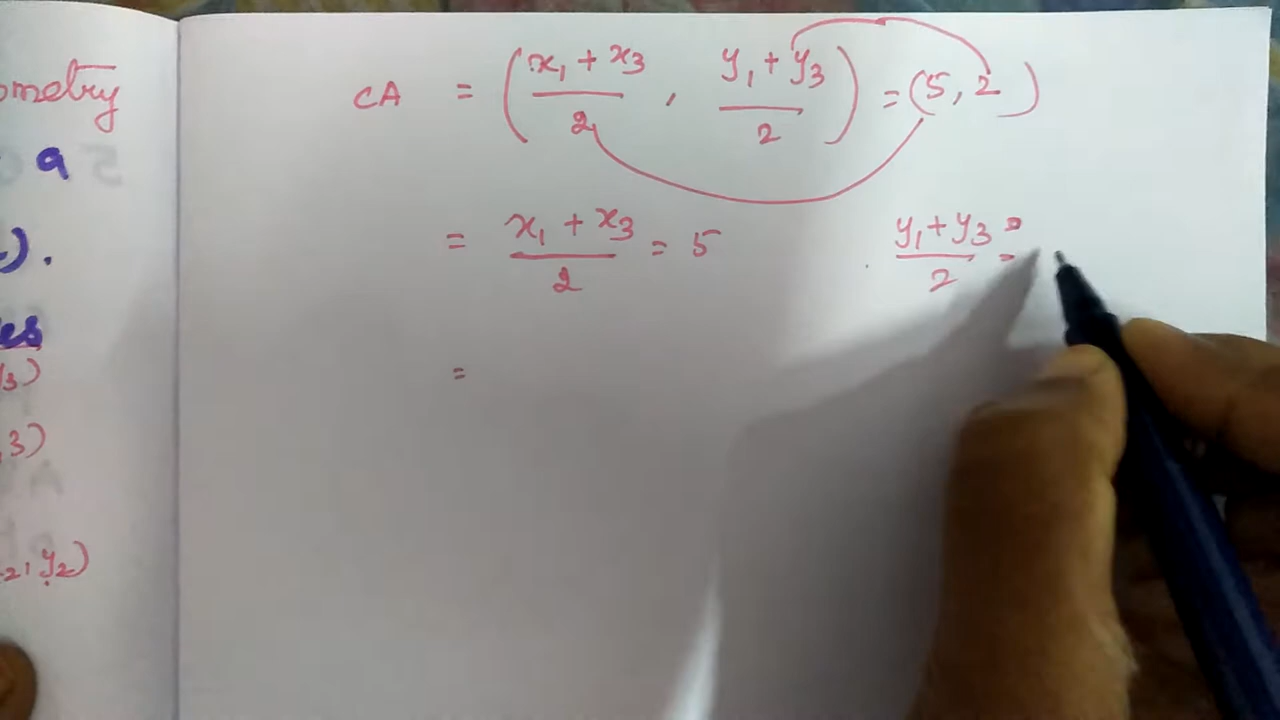 ometry
a
).
es
3)
,3)
2, y₂)
CA = (x₁ + x₃ / 2 , y₁ + y₃ / 2) = (5, 2)
= x₁ + x₃ / 2 = 5 y₁ + y₃ / 2 =
=